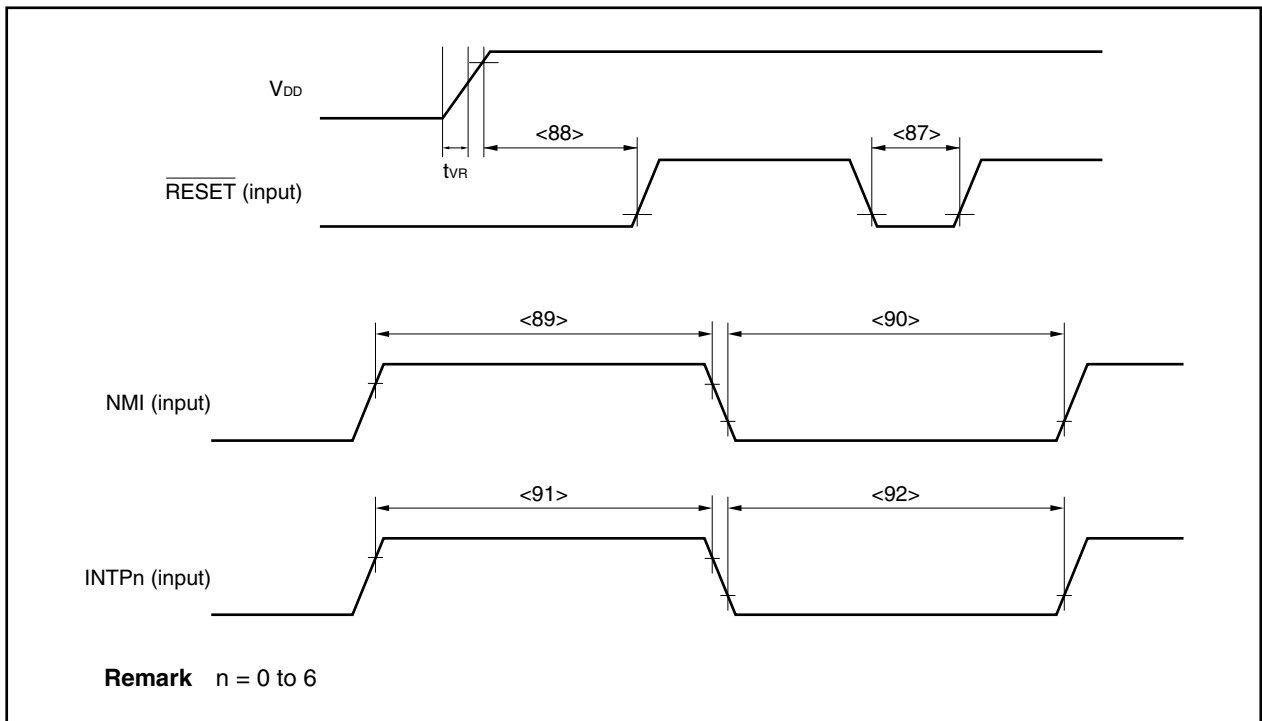 VDD
<88>
<87>
tVR
RESET (input)
<89>
<90>
NMI (input)
<91>
<92>
INTPn (input)
Remark n = 0 to 6